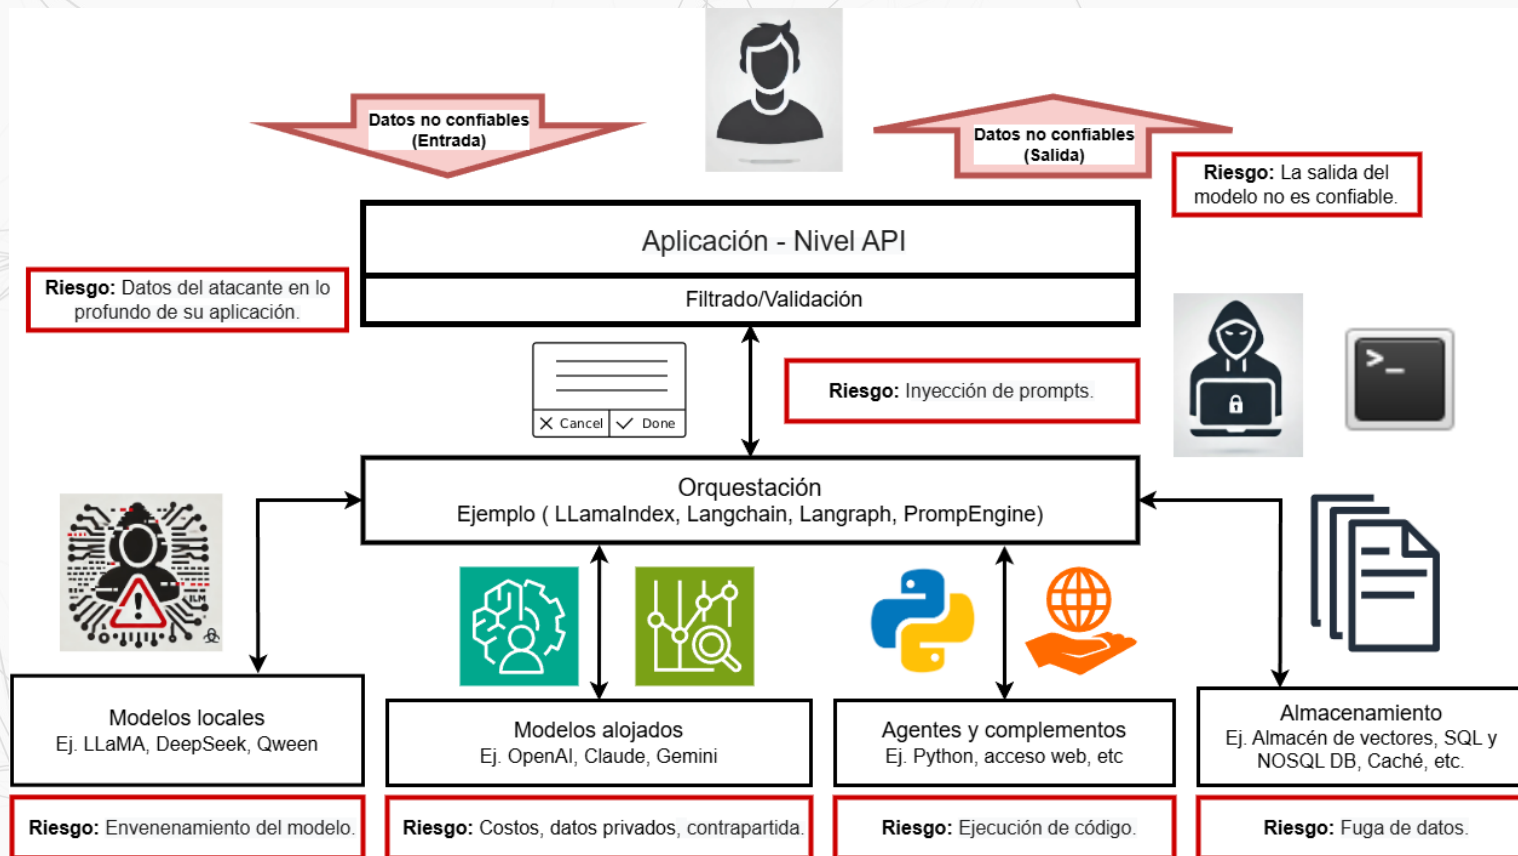 Datos no confiables
(Entrada)
Datos no confiables
(Salida)
Riesgo: La salida del
modelo no es confiable.
Aplicación - Nivel API
Filtrado/Validación
Riesgo: Datos del atacante en lo
profundo de su aplicación.
Cancel
Done
Riesgo: Inyección de prompts.
>_
Orquestación
Ejemplo ( LLamaIndex, Langchain, Langraph, PrompEngine)
ILM
Modelos locales
Ej. LLaMA, DeepSeek, Qween
Modelos alojados
Ej. OpenAI, Claude, Gemini
Agentes y complementos
Ej. Python, acceso web, etc
Almacenamiento
Ej. Almacén de vectores, SQL y
NOSQL DB, Caché, etc.
Riesgo: Envenenamiento del modelo.
Riesgo: Costos, datos privados, contrapartida.
Riesgo: Ejecución de código.
Riesgo: Fuga de datos.